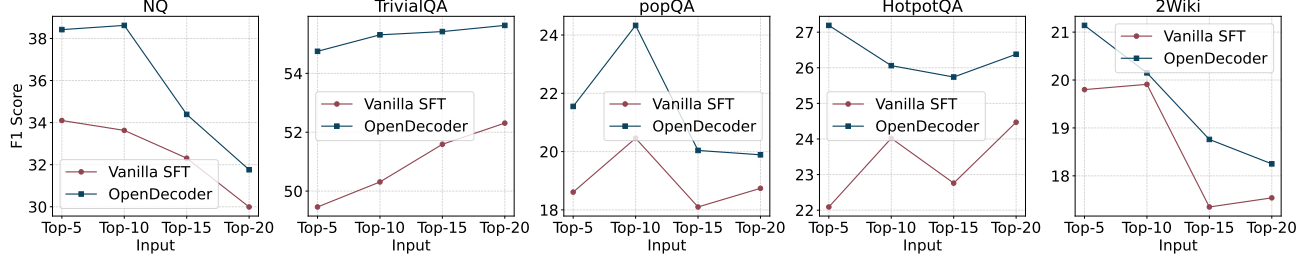 NQ
TrivialQA
popQA
HotpotQA
2Wiki
F1 Score
38
36
34
32
30
Vanilla SFT
OpenDecoder
Top-5 Top-10 Top-15 Top-20
Input
54
52
50
Vanilla SFT
OpenDecoder
Top-5 Top-10 Top-15 Top-20
Input
24
22
20
18
Vanilla SFT
OpenDecoder
Top-5 Top-10 Top-15 Top-20
Input
27
26
25
24
23
22
Vanilla SFT
OpenDecoder
Top-5 Top-10 Top-15 Top-20
Input
21
20
19
18
Vanilla SFT
OpenDecoder
Top-5 Top-10 Top-15 Top-20
Input